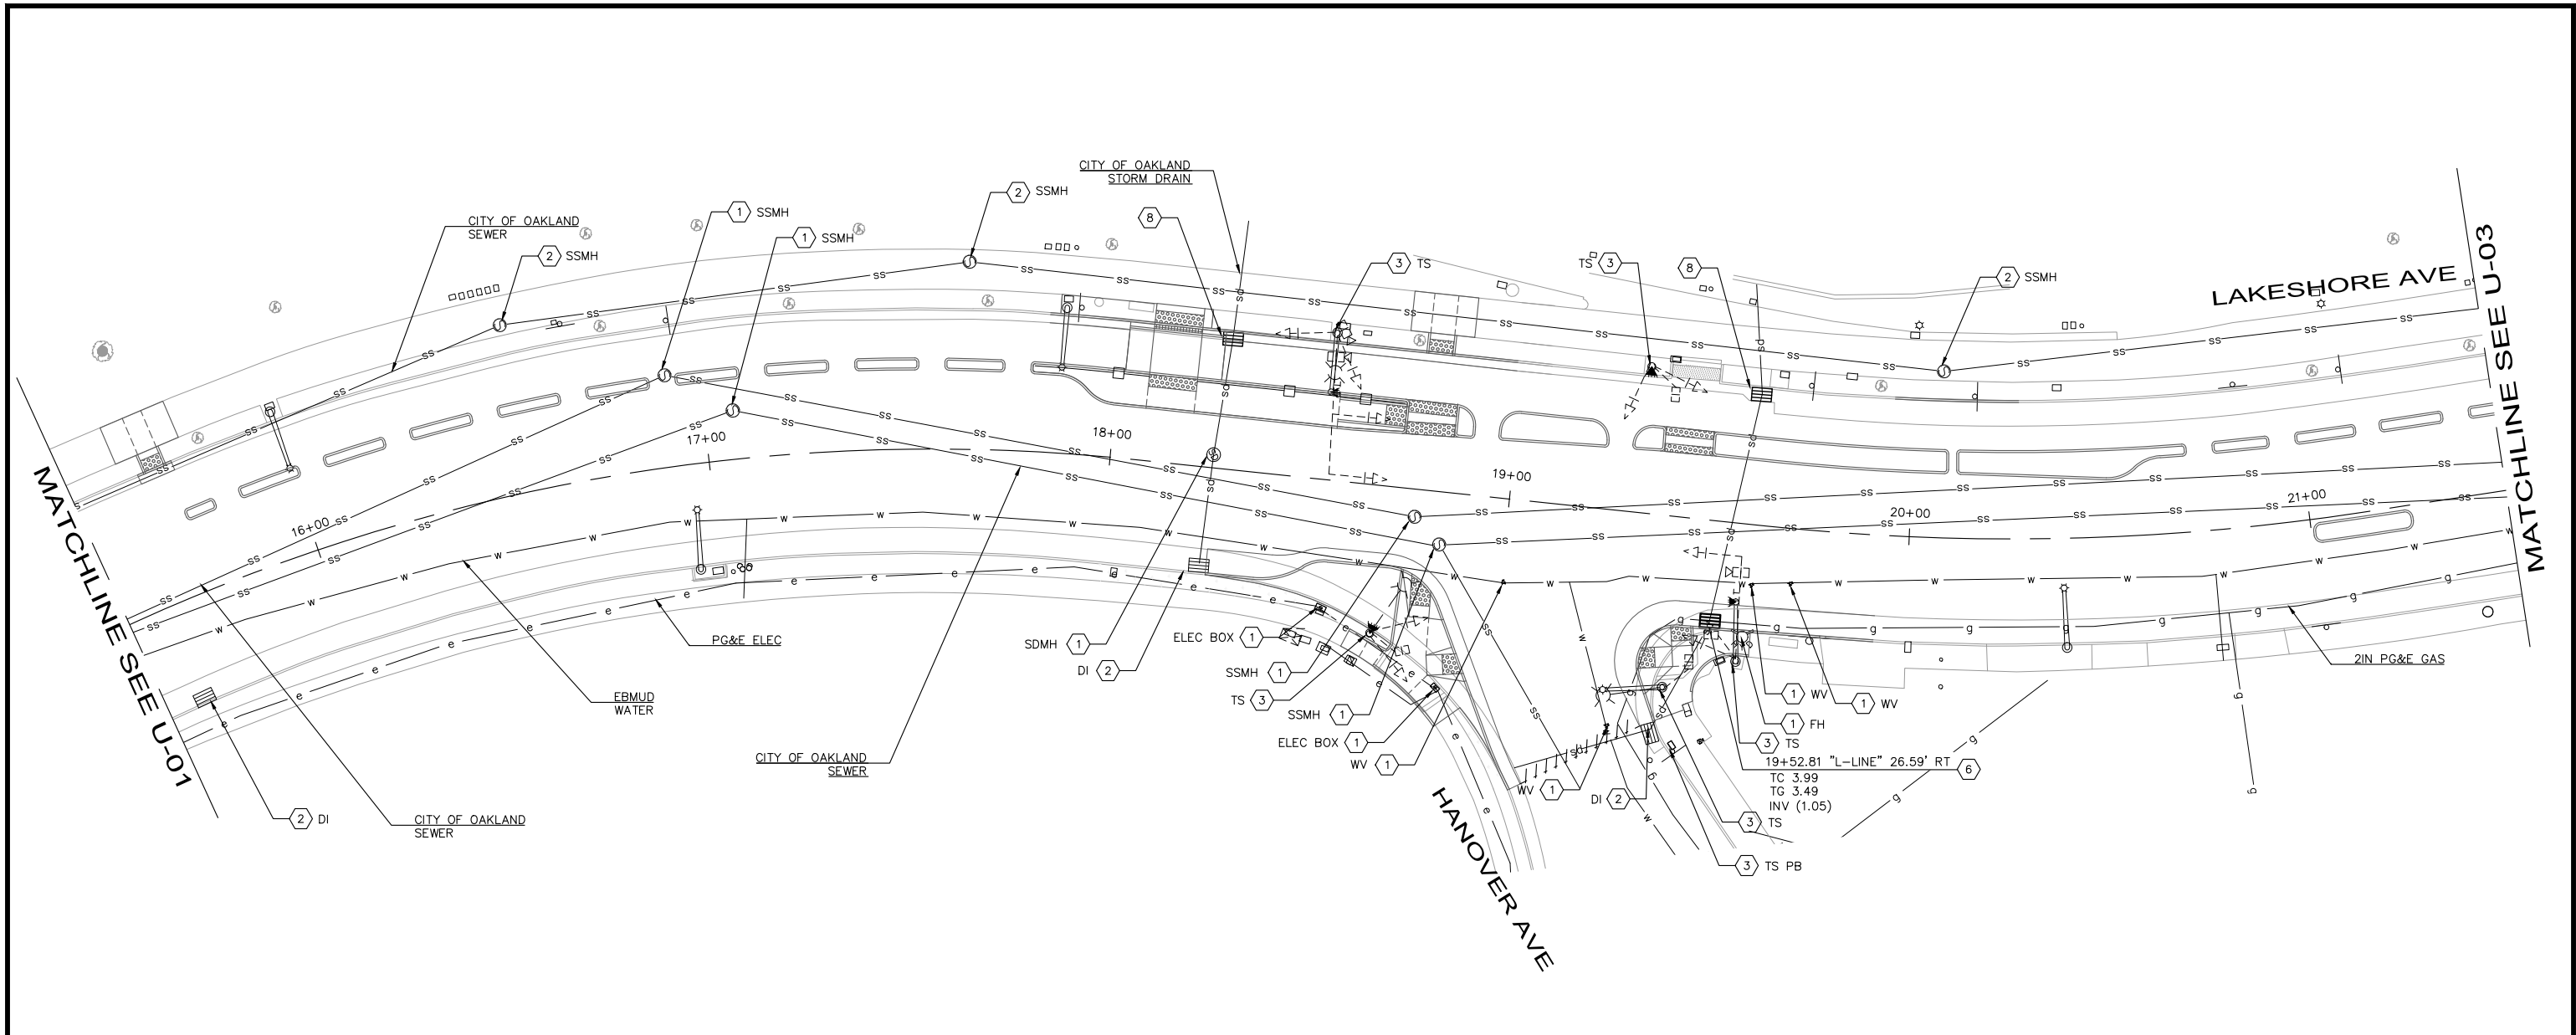 CITY OF OAKLAND
STORM DRAIN
2 SSMH
1 SSMH
8
CITY OF OAKLAND
SEWER
1 SSMH
2 SSMH
3 TS
TS 3
8
2 SSMH
LAKESHORE AVE
MATCHLINE SEE U-03
MATCHLINE SEE U-01
16+00
17+00
18+00
19+00
20+00
21+00
SDMH 1
DI 2
ELEC BOX 1
SSMH 1
TS 3
SSMH 1
ELEC BOX 1
WV 1
PG&E ELEC
EBMUD
WATER
CITY OF OAKLAND
SEWER
CITY OF OAKLAND
SEWER
2 DI
HANOVER AVE
WV 1
DI 2
1 WV
1 WV
1 FH
3 TS
19+52.81 "L-LINE" 26.59' RT 6
TC 3.99
TG 3.49
INV (1.05)
3 TS
3 TS PB
2IN PG&E GAS
ss
sd
w
e
g